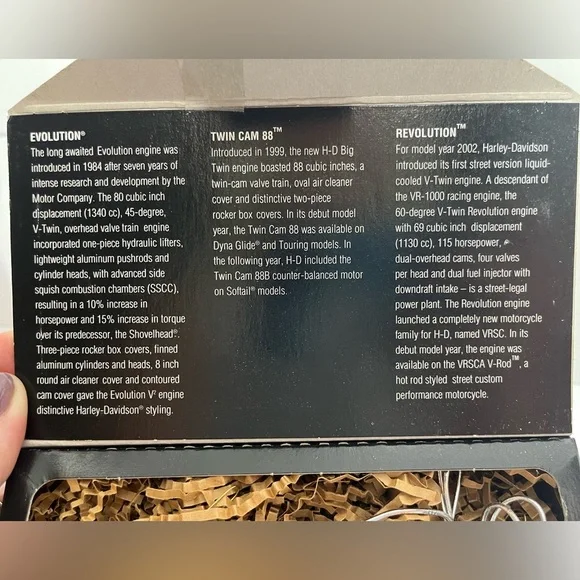 EVOLUTION®
The long awaited Evolution engine was
introduced in 1984 after seven years of
intense research and development by the
Motor Company. The 80 cubic inch
displacement (1340 cc), 45-degree,
V-Twin, overhead valve train engine
incorporated one-piece hydraulic lifters,
lightweight aluminum pushrods and
cylinder heads, with advanced side
squish combustion chambers (SSCC),
resulting in a 10% increase in
horsepower and 15% increase in torque
over its predecessor, the Shovelhead®.
Three-piece rocker box covers, finned
aluminum cylinders and heads, 8 inch
round air cleaner cover and contoured
cam cover gave the Evolution V² engine
distinctive Harley-Davidson® styling.
TWIN CAM 88™
Introduced in 1999, the new H-D Big
Twin engine boasted 88 cubic inches, a
twin-cam valve train, oval air cleaner
cover and distinctive two-piece
rocker box covers. In its debut model
year, the Twin Cam 88 was available on
Dyna Glide® and Touring models. In
the following year, H-D included the
Twin Cam 88B counter-balanced motor
on Softail® models.
REVOLUTION™
For model year 2002, Harley-Davidson
introduced its first street version liquid-
cooled V-Twin engine. A descendant of
the VR-1000 racing engine, the
60-degree V-Twin Revolution engine
with 69 cubic inch displacement
(1130 cc), 115 horsepower,
dual-overhead cams, four valves
per head and dual fuel injector with
downdraft intake – is a street-legal
power plant. The Revolution engine
launched a completely new motorcycle
family for H-D, named VRSC. In its
debut model year, the engine was
available on the VRSCA V-Rod™, a
hot rod styled street custom
performance motorcycle.